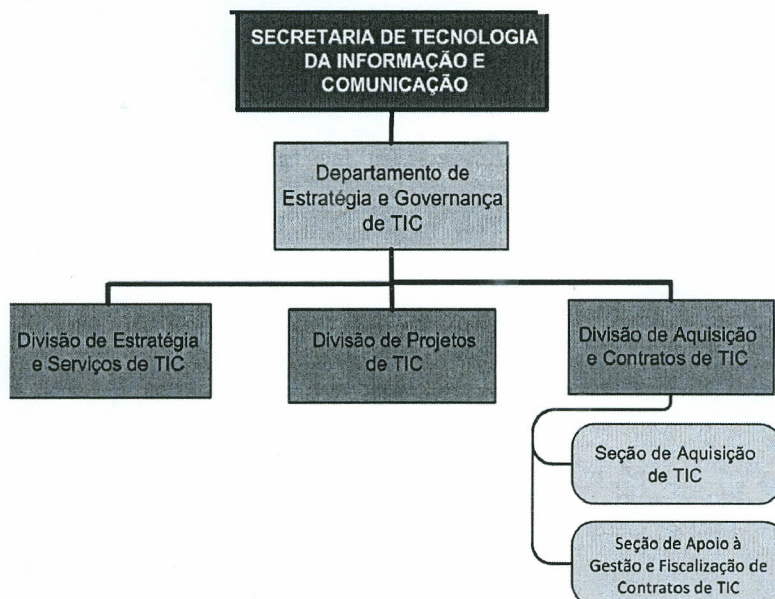 SECRETARIA DE TECNOLOGIA
DA INFORMAÇÃO E
COMUNICAÇÃO
Departamento de
Estratégia e Governança
de TIC
Divisão de Estratégia
e Serviços de TIC
Divisão de Projetos
de TIC
Divisão de Aquisição
e Contratos de TIC
Seção de Aquisição
de TIC
Seção de Apoio à
Gestão e Fiscalização de
Contratos de TIC